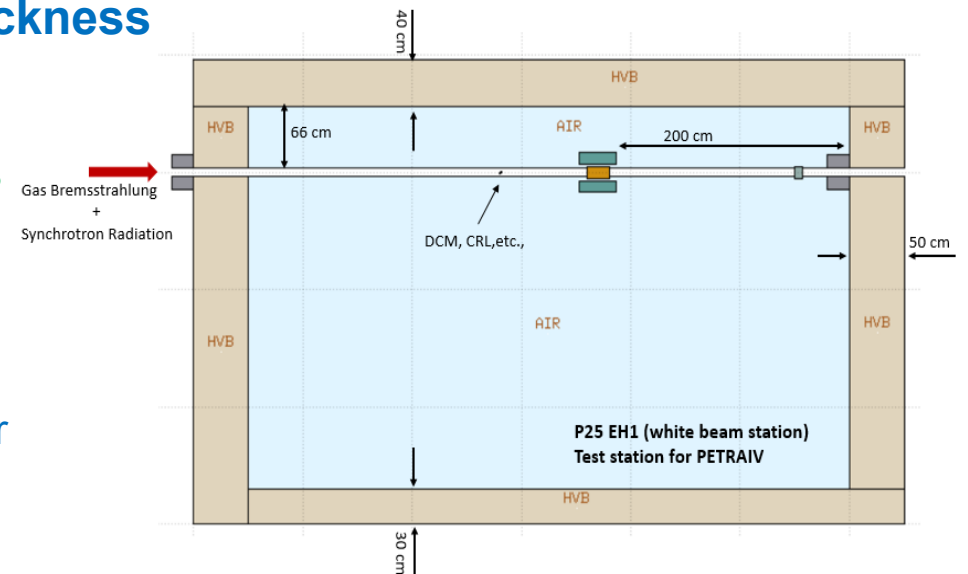 ckness
40 cm
HVB
HVB
66 cm
AIR
200 cm
HVB
Gas Bremsstrahlung
+
Synchrotron Radiation
DCM, CRL,etc.,
50 cm
AIR
HVB
HVB
r
P25 EH1 (white beam station)
Test station for PETRAIV
HVB
30 cm